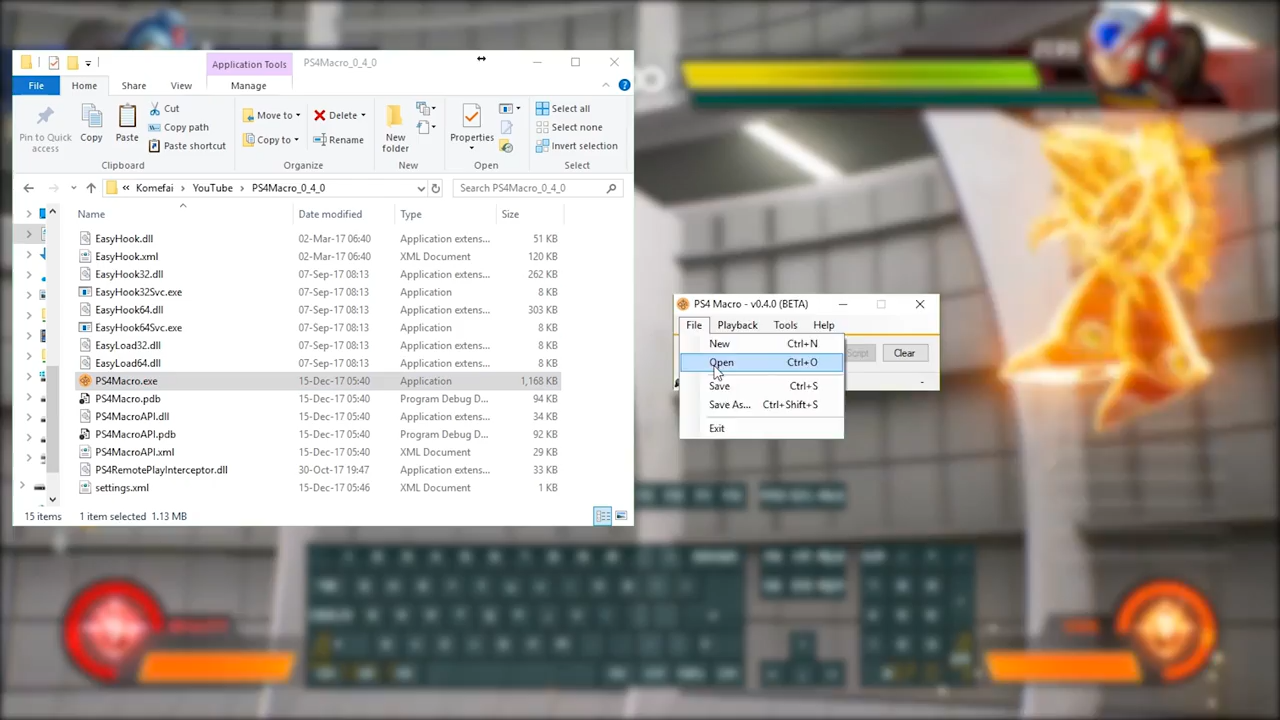 Application Tools PS4Macro_0_4_0
File Home Share View Manage
Pin to Quick access
Copy
Paste
Cut
Copy path
Paste shortcut
Clipboard
Move to
Copy to
Delete
Rename
Organize
New folder
New
Properties
Open
Select all
Select none
Invert selection
Select
Komefai YouTube PS4Macro_0_4_0
Search PS4Macro_0_4_0
Name Date modified Type Size
EasyHook.dll 02-Mar-17 06:40 Application extens... 51 KB
EasyHook.xml 02-Mar-17 06:40 XML Document 120 KB
EasyHook32.dll 07-Sep-17 08:13 Application extens... 262 KB
EasyHook32Svc.exe 07-Sep-17 08:13 Application 8 KB
EasyHook64.dll 07-Sep-17 08:13 Application extens... 303 KB
EasyHook64Svc.exe 07-Sep-17 08:13 Application 8 KB
EasyLoad32.dll 07-Sep-17 08:13 Application extens... 8 KB
EasyLoad64.dll 07-Sep-17 08:13 Application extens... 8 KB
PS4Macro.exe 15-Dec-17 05:40 Application 1,168 KB
PS4Macro.pdb 15-Dec-17 05:40 Program Debug D... 94 KB
PS4MacroAPI.dll 15-Dec-17 05:40 Application extens... 34 KB
PS4MacroAPI.pdb 15-Dec-17 05:40 Program Debug D... 92 KB
PS4MacroAPI.xml 15-Dec-17 05:40 XML Document 29 KB
PS4RemotePlayInterceptor.dll 30-Oct-17 19:47 Application extens... 33 KB
settings.xml 15-Dec-17 05:46 XML Document 1 KB
15 items 1 item selected 1.13 MB
PS4 Macro - v0.4.0 (BETA)
File Playback Tools Help
New Ctrl+N
Open Ctrl+O
Save Ctrl+S
Save As... Ctrl+Shift+S
Exit
Script
Clear
-